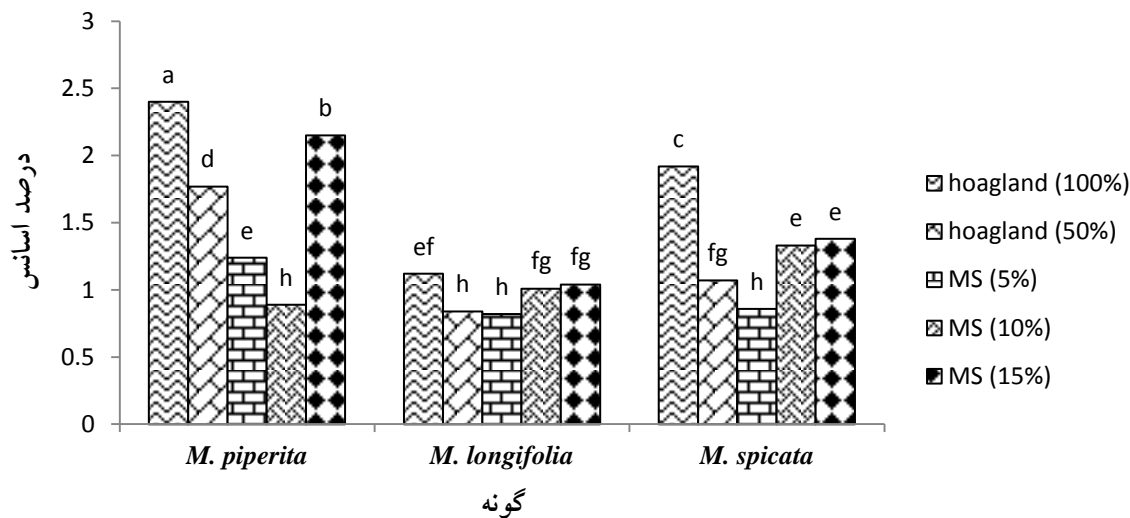 درصد اسانس
3
2.5
2
1.5
1
0.5
0
a
d
e
h
b
ef
h
h
fg
fg
c
fg
h
e
e
M. piperita
M. longifolia
M. spicata
گونه
hoagland (100%)
hoagland (50%)
MS (5%)
MS (10%)
MS (15%)